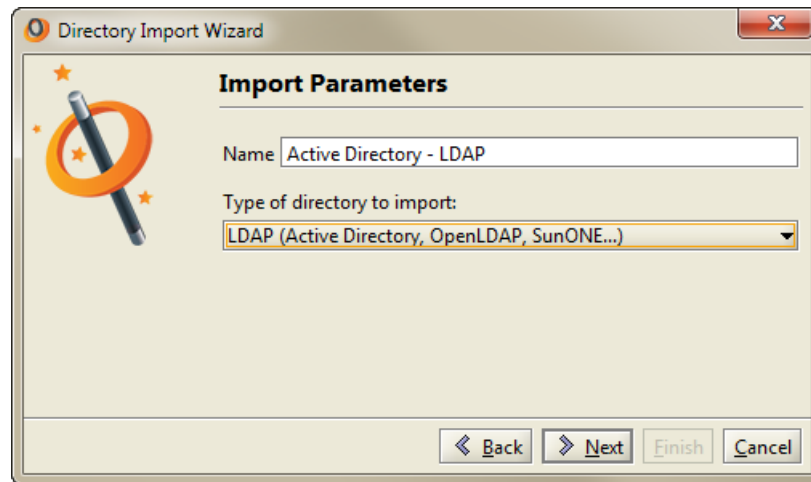 Directory Import Wizard
Import Parameters
Name Active Directory - LDAP
Type of directory to import:
LDAP (Active Directory, OpenLDAP, SunONE...)
Back Next Finish Cancel